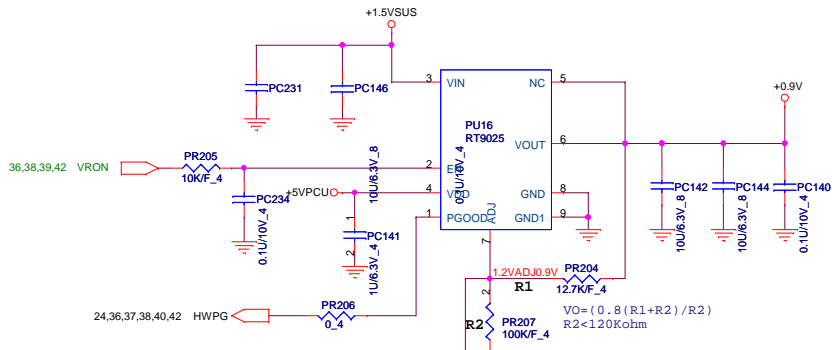 +1.5VSUS
PC231
PC146
3
VIN
NC
5
+0.9V
PU16
RT9025
VOUT
6
36,38,39,42 VRON
PR205
10K/F_4
2
EN
PC234
0.1U/10V_4
+5VPCU
4
VDD
10U/6.3V_8
0.1U/10V_4
1
PGOOD
ADJ
GND
8
GND1
9
PC142
10U/6.3V_8
PC144
10U/6.3V_8
PC140
0.1U/10V_4
1
PC141
2
1U/6.3V_4
7
1.2VADJ0.9V
PR204
R1
12.7K/F_4
24,36,37,38,40,42 HWPG
PR206
0_4
2
R2
PR207
100K/F_4
VO=(0.8(R1+R2)/R2)
R2<120Kohm